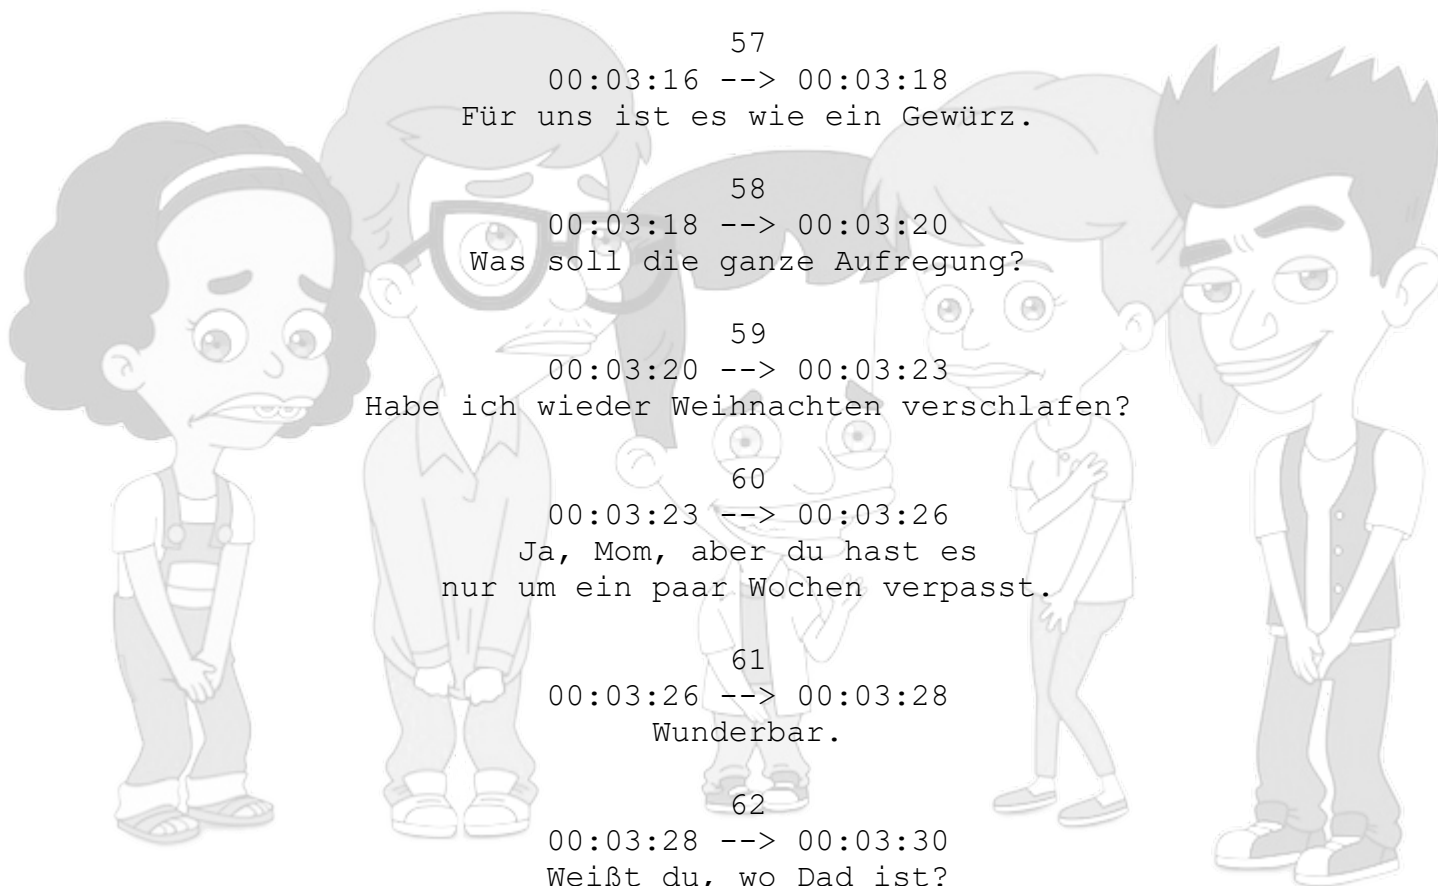 57
00:03:16 --> 00:03:18
Für uns ist es wie ein Gewürz.
58
00:03:18 --> 00:03:20
Was soll die ganze Aufregung?
59
00:03:20 --> 00:03:23
Habe ich wieder Weihnachten verschlafen?
60
00:03:23 --> 00:03:26
Ja, Mom, aber du hast es
nur um ein paar Wochen verpasst.
61
00:03:26 --> 00:03:28
Wunderbar.
62
00:03:28 --> 00:03:30
Weißt du, wo Dad ist?